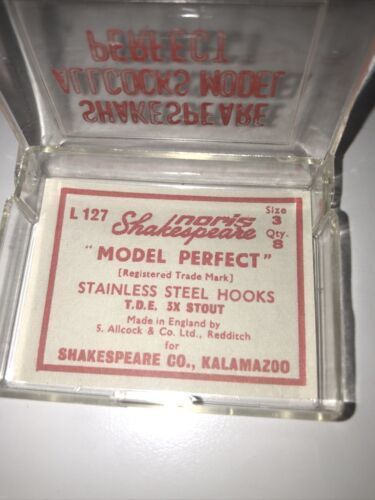 SHAKESPEARE
ALLCOCKS MODEL
PERFECT
L 127 noris Shakespeare Size 3 Qty. 8
"MODEL PERFECT"
[Registered Trade Mark]
STAINLESS STEEL HOOKS
T.D.E. 5X STOUT
Made in England by
S. Allcock & Co. Ltd., Redditch
for
SHAKESPEARE CO., KALAMAZOO